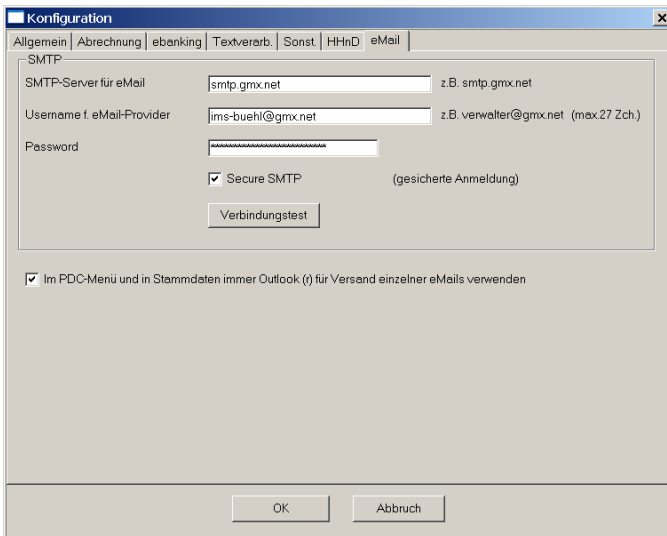 Konfiguration
Allgemein Abrechnung ebanking Textverarb. Sonst. HHnD eMail
SMTP
SMTP-Server für eMail smtp.gmx.net z.B. smtp.gmx.net
Username f. eMail-Provider ims-buehl@gmx.net z.B. verwalter@gmx.net (max.27 Zch.)
Password
Secure SMTP (gesicherte Anmeldung)
Verbindungstest
Im PDC-Menü und in Stammdaten immer Outlook (r) für Versand einzelner eMails verwenden
OK Abbruch